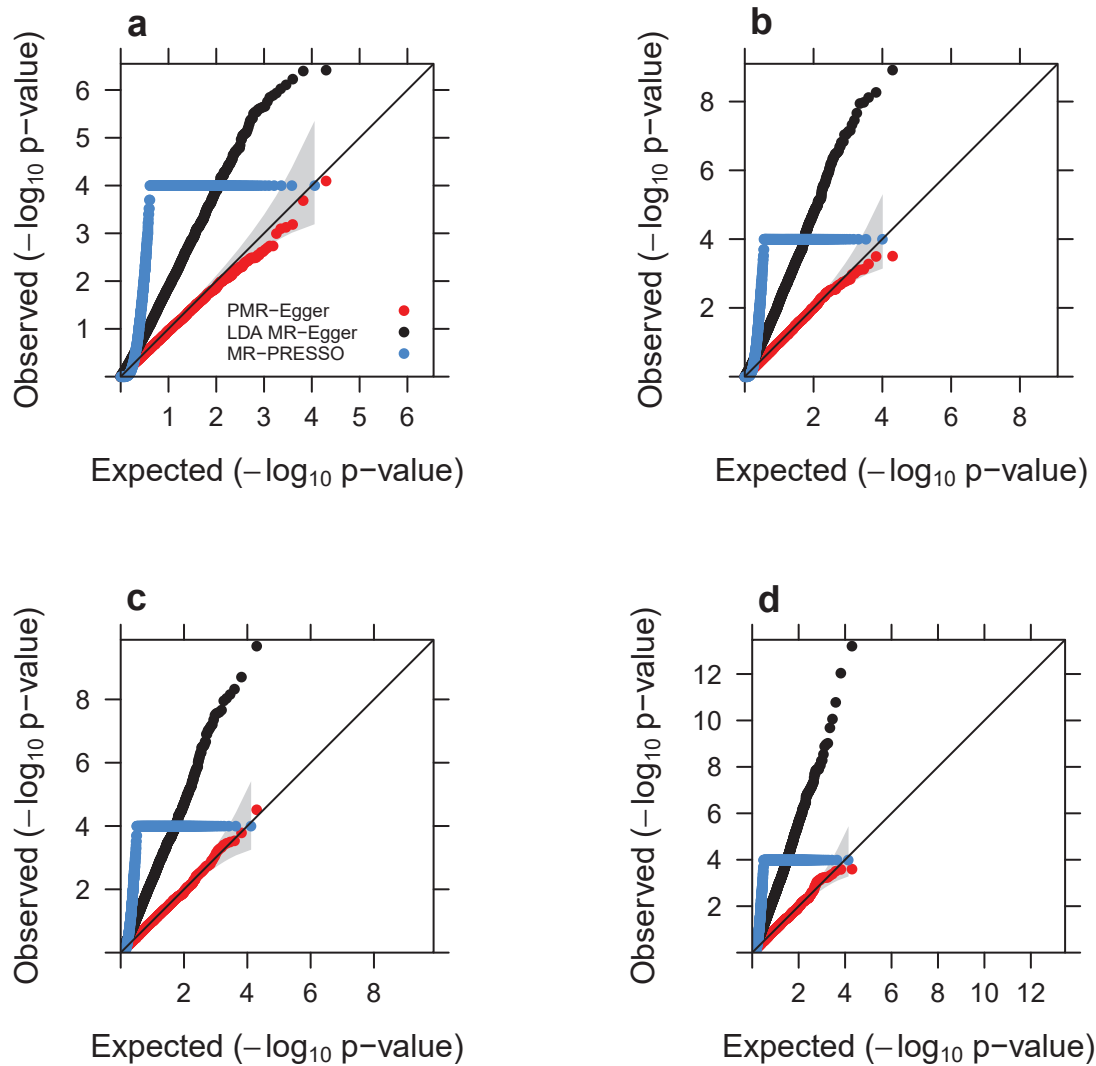 a
Observed (−log10 p−value)
6
5
4
3
2
1
PMR−Egger
LDA MR−Egger
MR−PRESSO
1 2 3 4 5 6
Expected (−log10 p−value)
b
Observed (−log10 p−value)
8
6
4
2
2 4 6 8
Expected (−log10 p−value)
c
Observed (−log10 p−value)
8
6
4
2
2 4 6 8
Expected (−log10 p−value)
d
Observed (−log10 p−value)
12
10
8
6
4
2
2 4 6 8 10 12
Expected (−log10 p−value)